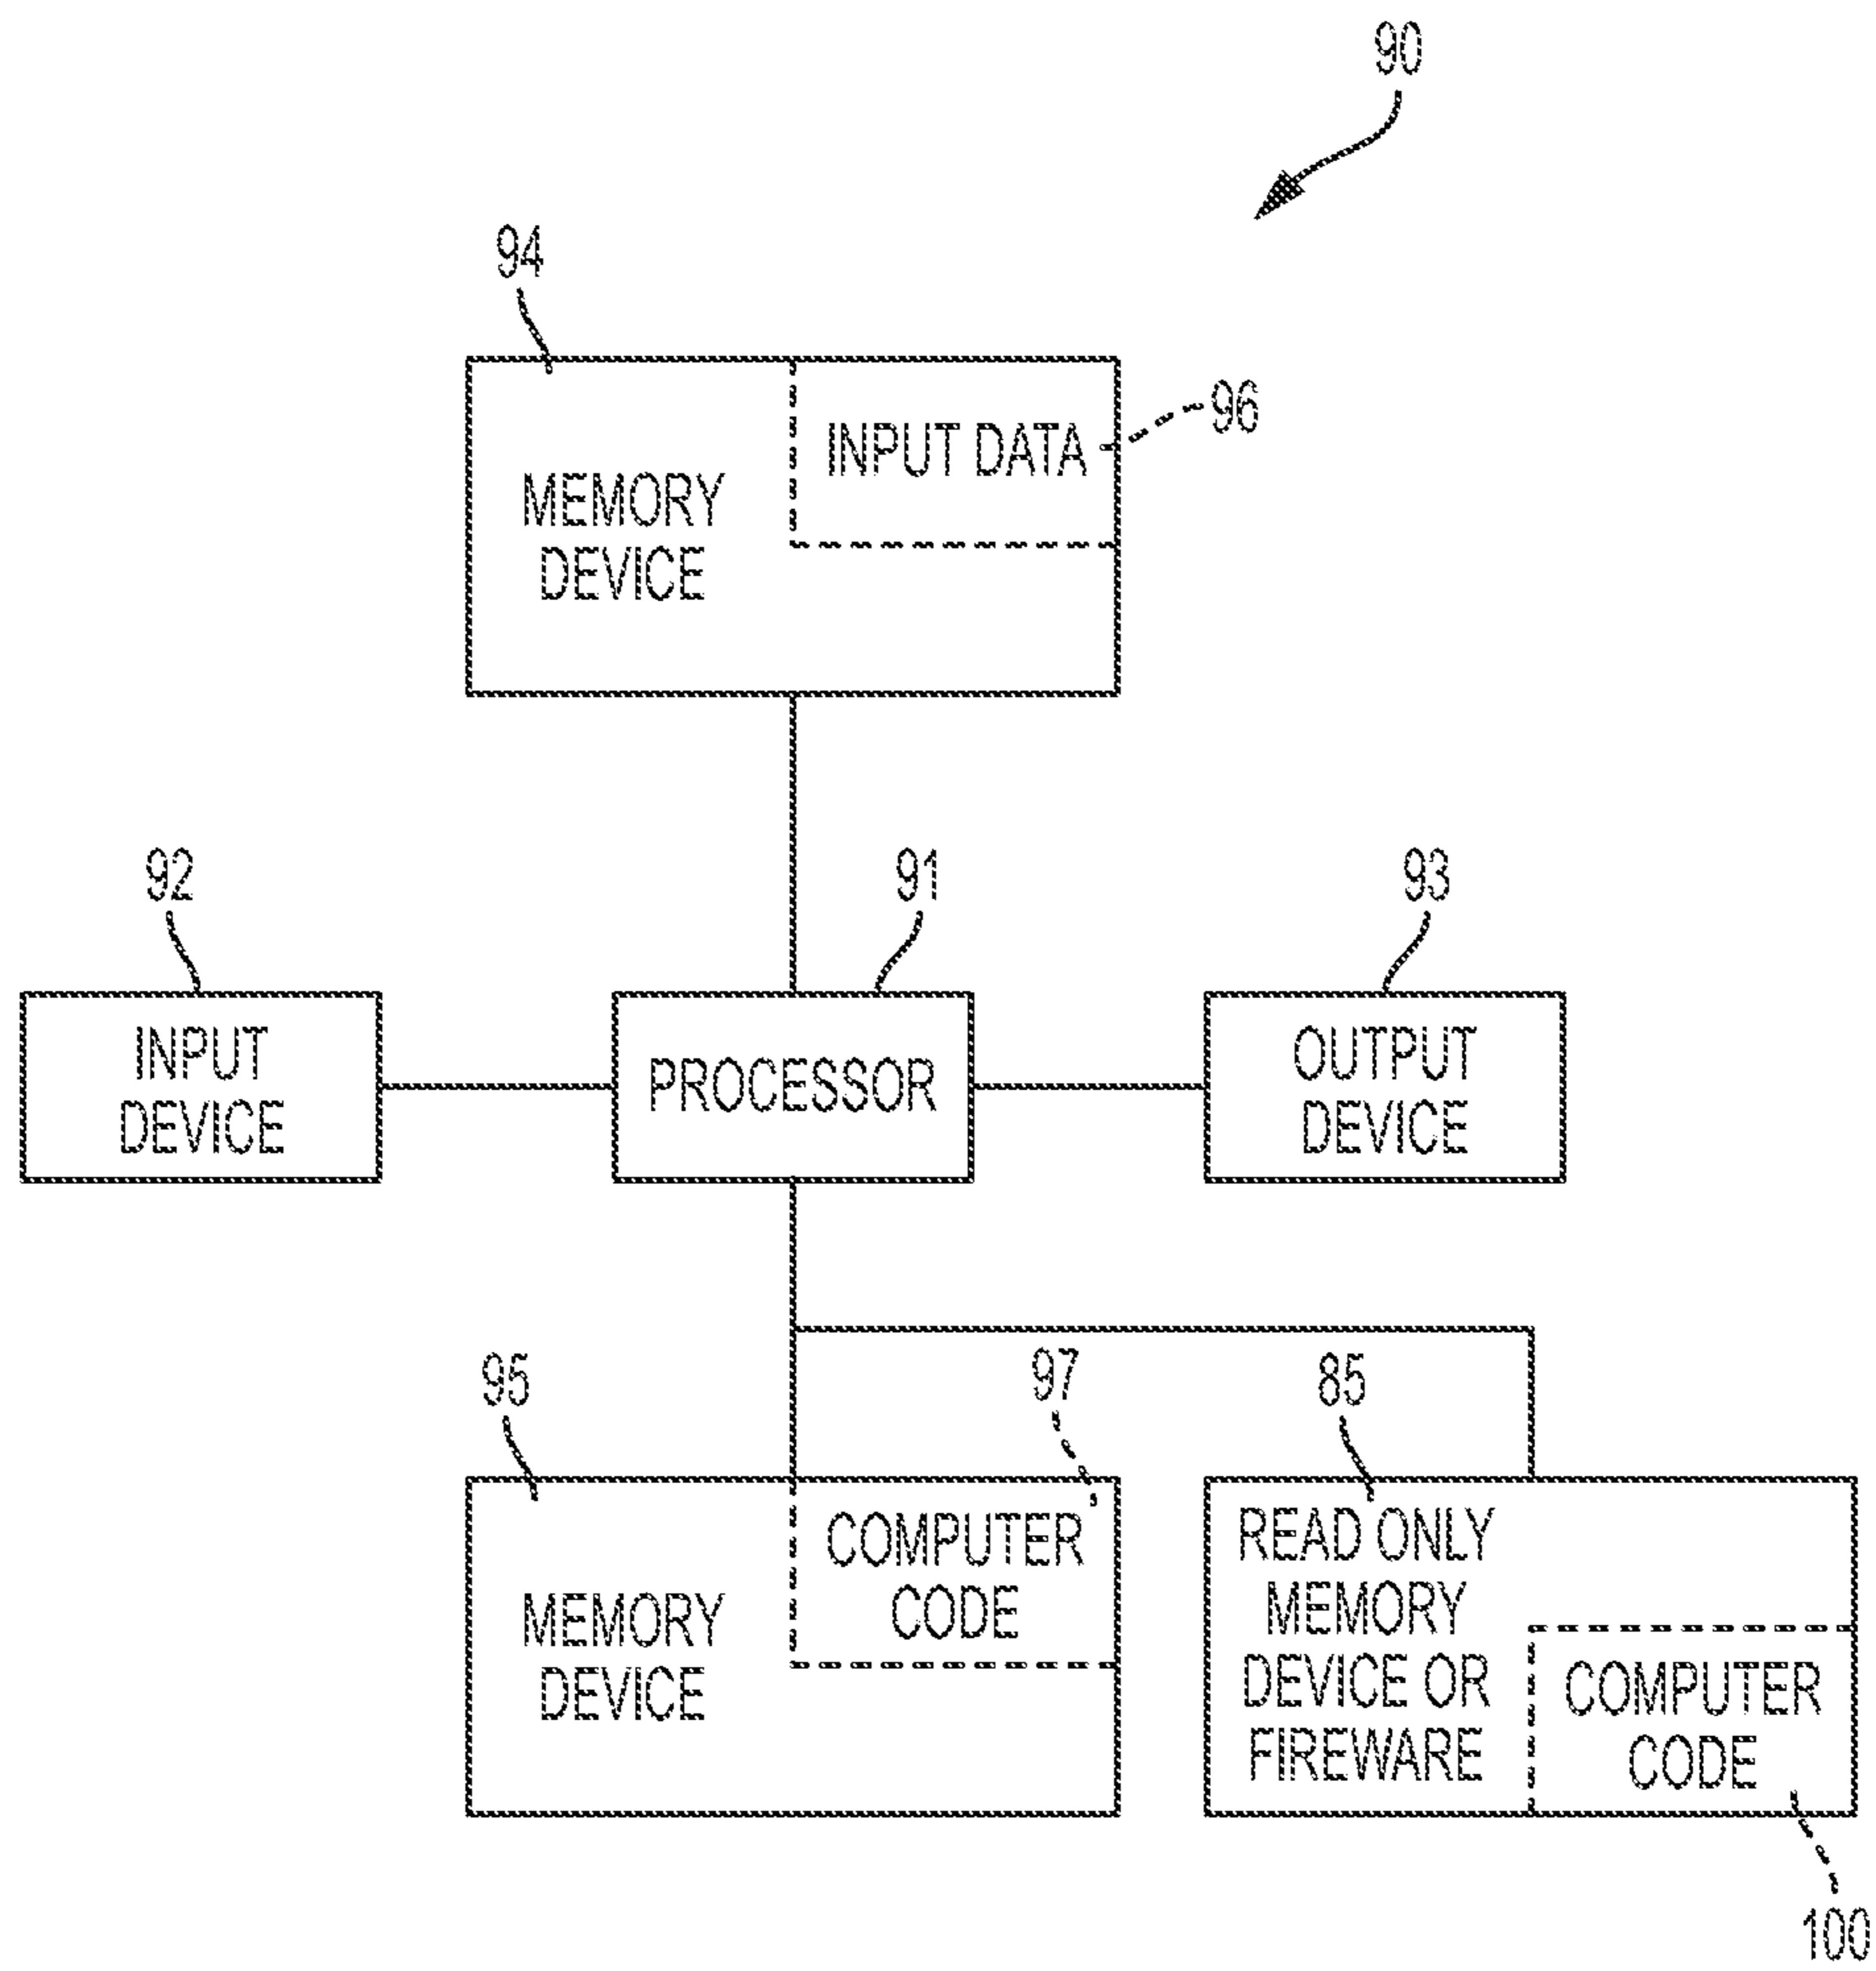 90
94
96
INPUT DATA
MEMORY
DEVICE
92
91
93
INPUT
DEVICE
PROCESSOR
OUTPUT
DEVICE
95
97
85
COMPUTER
CODE
MEMORY
DEVICE
READ ONLY
MEMORY
DEVICE OR
FIREWARE
COMPUTER
CODE
100